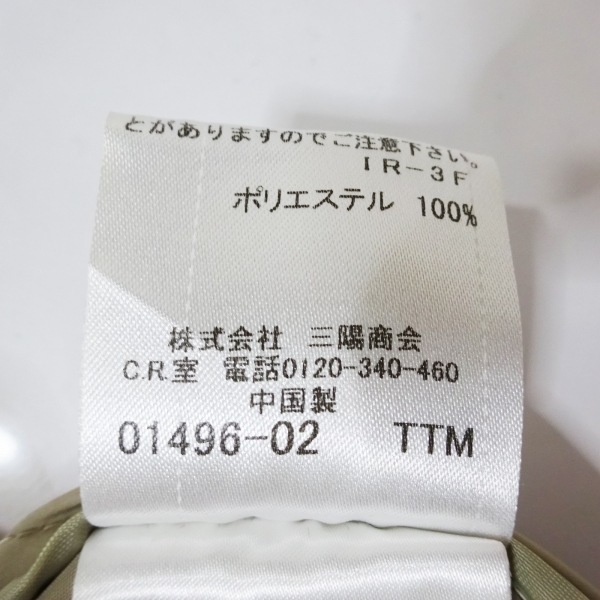 とがありますのでご注意下さい。
IR-3F
ポリエステル 100%
株式会社 三陽商会
C.R.室 電話0120-340-460
中国製
01496-02 TTM